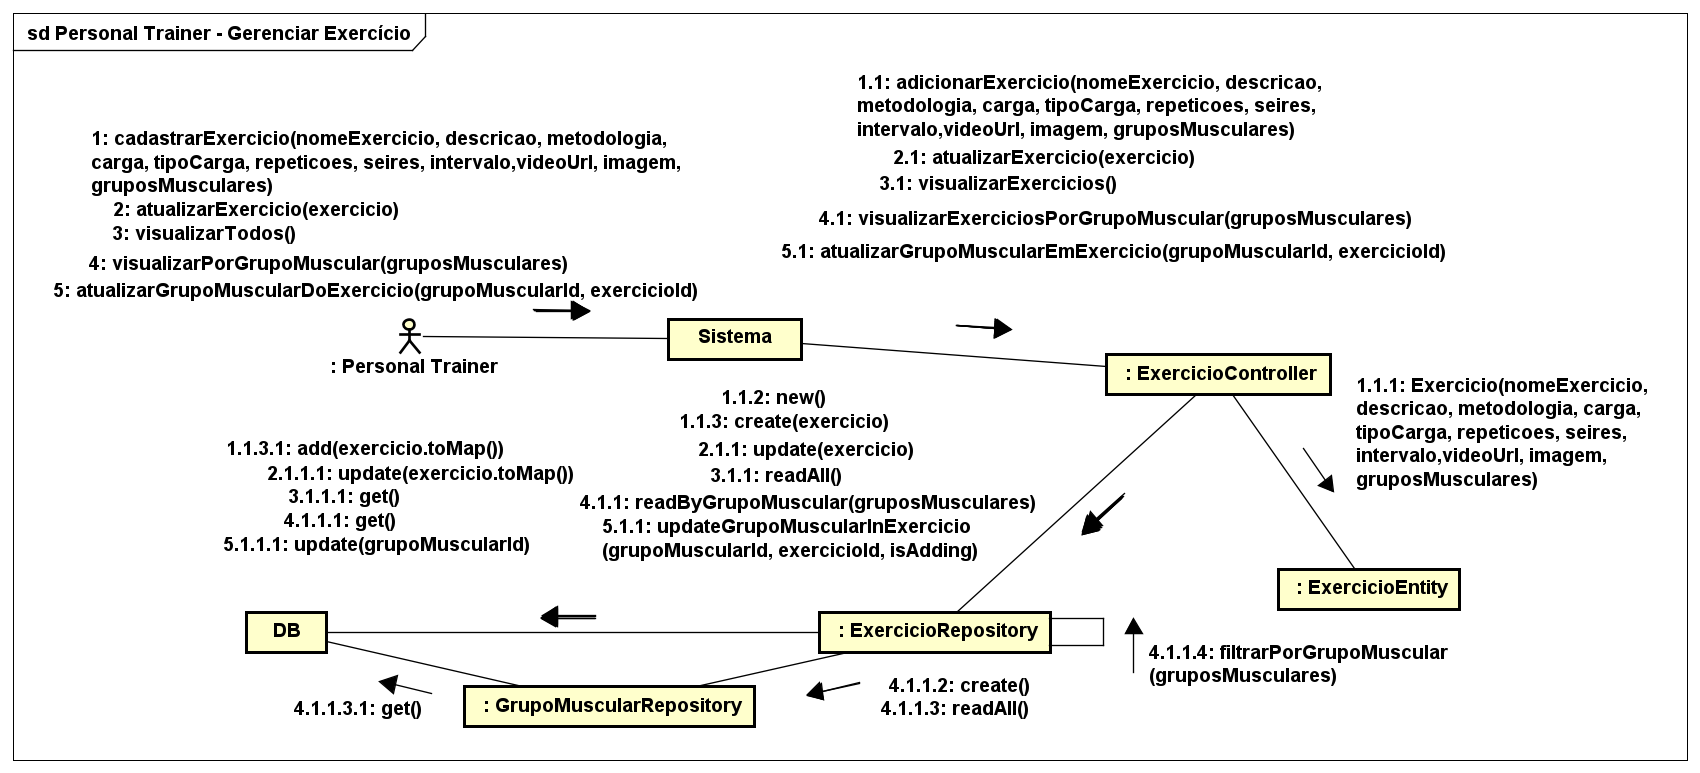 sd Personal Trainer - Gerenciar Exercício
1.1: adicionarExercicio(nomeExercicio, descricao,
metodologia, carga, tipoCarga, repeticoes, seires,
intervalo,videoUrl, imagem, gruposMusculares)
2.1: atualizarExercicio(exercicio)
3.1: visualizarExercicios()
4.1: visualizarExerciciosPorGrupoMuscular(gruposMusculares)
5.1: atualizarGrupoMuscularEmExercicio(grupoMuscularId, exercicioId)
1: cadastrarExercicio(nomeExercicio, descricao, metodologia,
carga, tipoCarga, repeticoes, seires, intervalo,videoUrl, imagem,
gruposMusculares)
2: atualizarExercicio(exercicio)
3: visualizarTodos()
4: visualizarPorGrupoMuscular(gruposMusculares)
5: atualizarGrupoMuscularDoExercicio(grupoMuscularId, exercicioId)
: Personal Trainer
Sistema
: ExercicioController
1.1.1: Exercicio(nomeExercicio,
descricao, metodologia, carga,
tipoCarga, repeticoes, seires,
intervalo,videoUrl, imagem,
gruposMusculares)
1.1.2: new()
1.1.3: create(exercicio)
2.1.1: update(exercicio)
3.1.1: readAll()
4.1.1: readByGrupoMuscular(gruposMusculares)
5.1.1: updateGrupoMuscularInExercicio
(grupoMuscularId, exercicioId, isAdding)
1.1.3.1: add(exercicio.toMap())
2.1.1.1: update(exercicio.toMap())
3.1.1.1: get()
4.1.1.1: get()
5.1.1.1: update(grupoMuscularId)
: ExercicioEntity
DB
: ExercicioRepository
4.1.1.4: filtrarPorGrupoMuscular
(gruposMusculares)
4.1.1.2: create()
4.1.1.3: readAll()
: GrupoMuscularRepository
4.1.1.3.1: get()